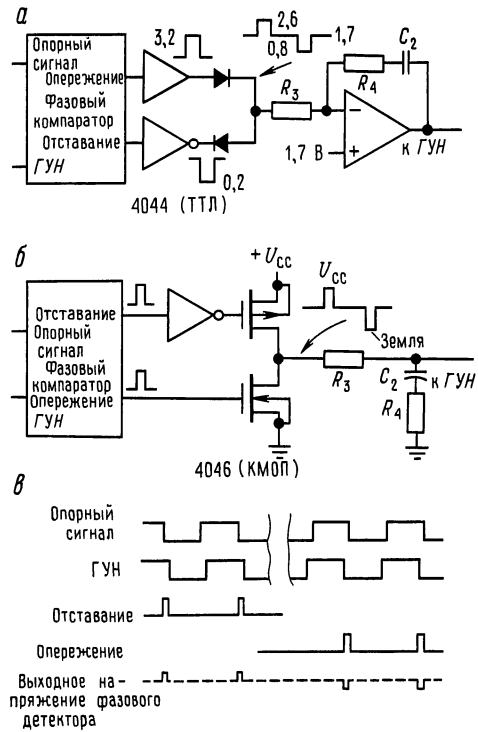 а
Опорный
сигнал
Опережение
Фазовый
компаратор
Отставание
ГУН
3,2
2,6
0,8
1,7
0,2
R3
R4
C2
1,7 В
−
+
к ГУН
4044 (ТТЛ)
б
Отставание
Опорный
сигнал
Фазовый
компаратор
Опережение
ГУН
+Uсс
Uсс
Земля
R3
C2
к ГУН
R4
4046 (КМОП)
в
Опорный
сигнал
ГУН
Отставание
Опережение
Выходное на-
пряжение фазового
детектора